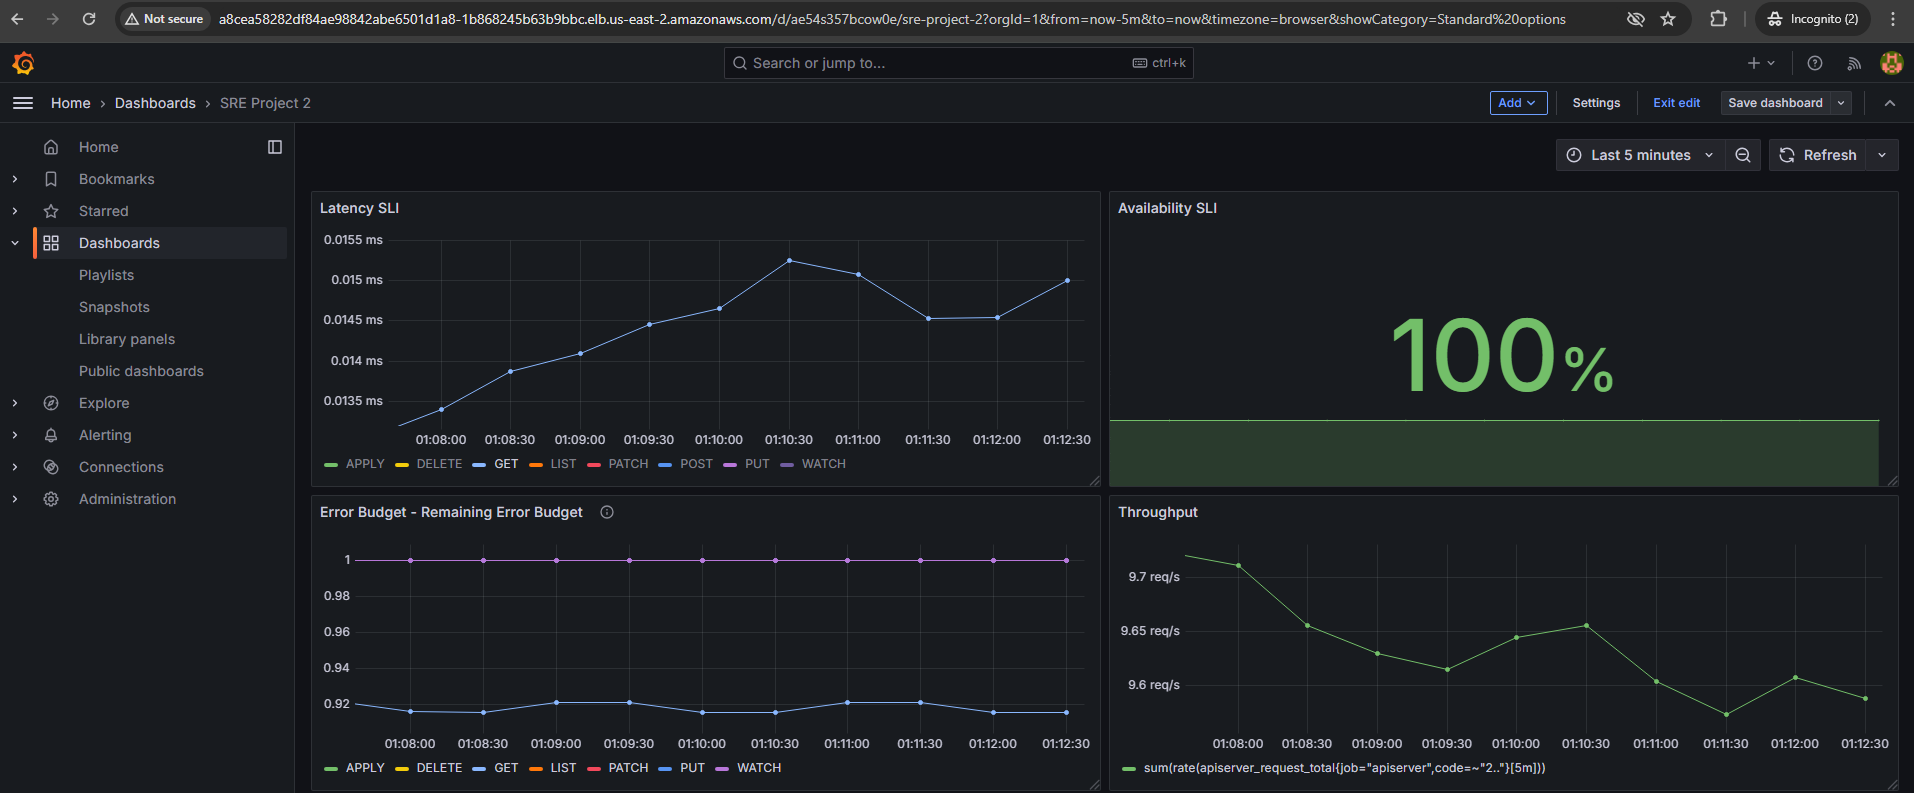 Not secure
a8cea58282df84ae98842abe6501d1a8-1b868245b63b9bbc.elb.us-east-2.amazonaws.com/d/ae54s357bcow0e/sre-project-2?orgId=1&from=now-5m&to=now&timezone=browser&showCategory=Standard%20options
Incognito (2)
Search or jump to...
ctrl+k
Home › Dashboards › SRE Project 2
Add
Settings
Exit edit
Save dashboard
Home
Bookmarks
Starred
Dashboards
Playlists
Snapshots
Library panels
Public dashboards
Explore
Alerting
Connections
Administration
Last 5 minutes
Refresh
Latency SLI
0.0155 ms
0.015 ms
0.0145 ms
0.014 ms
0.0135 ms
01:08:00 01:08:30 01:09:00 01:09:30 01:10:00 01:10:30 01:11:00 01:11:30 01:12:00 01:12:30
APPLY DELETE GET LIST PATCH POST PUT WATCH
Availability SLI
100%
Error Budget - Remaining Error Budget
1
0.98
0.96
0.94
0.92
01:08:00 01:08:30 01:09:00 01:09:30 01:10:00 01:10:30 01:11:00 01:11:30 01:12:00 01:12:30
APPLY DELETE GET LIST PATCH PUT WATCH
Throughput
9.7 req/s
9.65 req/s
9.6 req/s
01:08:00 01:08:30 01:09:00 01:09:30 01:10:00 01:10:30 01:11:00 01:11:30 01:12:00 01:12:30
sum(rate(apiserver_request_total{job="apiserver",code=~"2.."}[5m]))